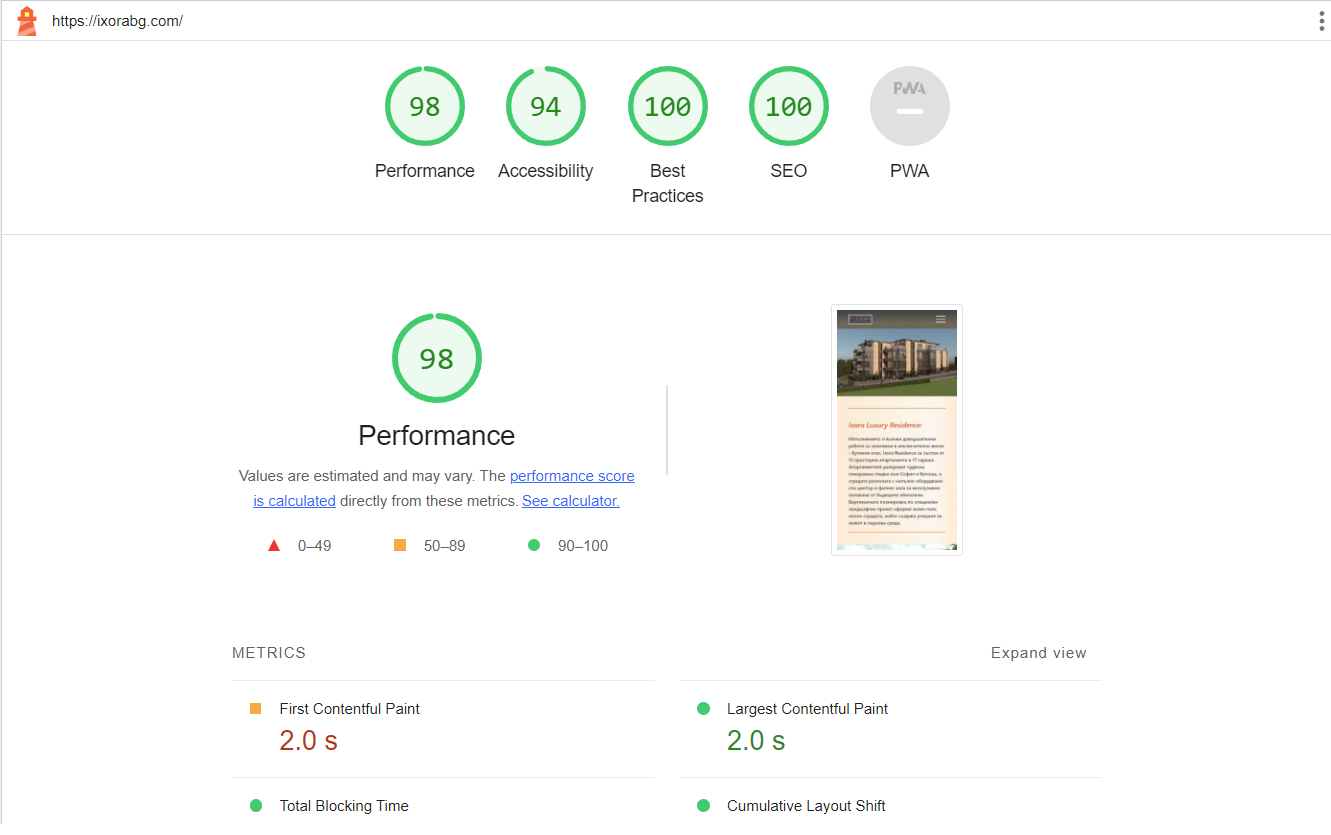 https://ixorabg.com/
98
94
100
100
PWA
Performance
Accessibility
Best
Practices
SEO
PWA
98
Performance
Values are estimated and may vary. The performance score
is calculated directly from these metrics. See calculator.
0–49
50–89
90–100
Ixora Luxury Residence:
METRICS
Expand view
First Contentful Paint
2.0 s
Largest Contentful Paint
2.0 s
Total Blocking Time
Cumulative Layout Shift